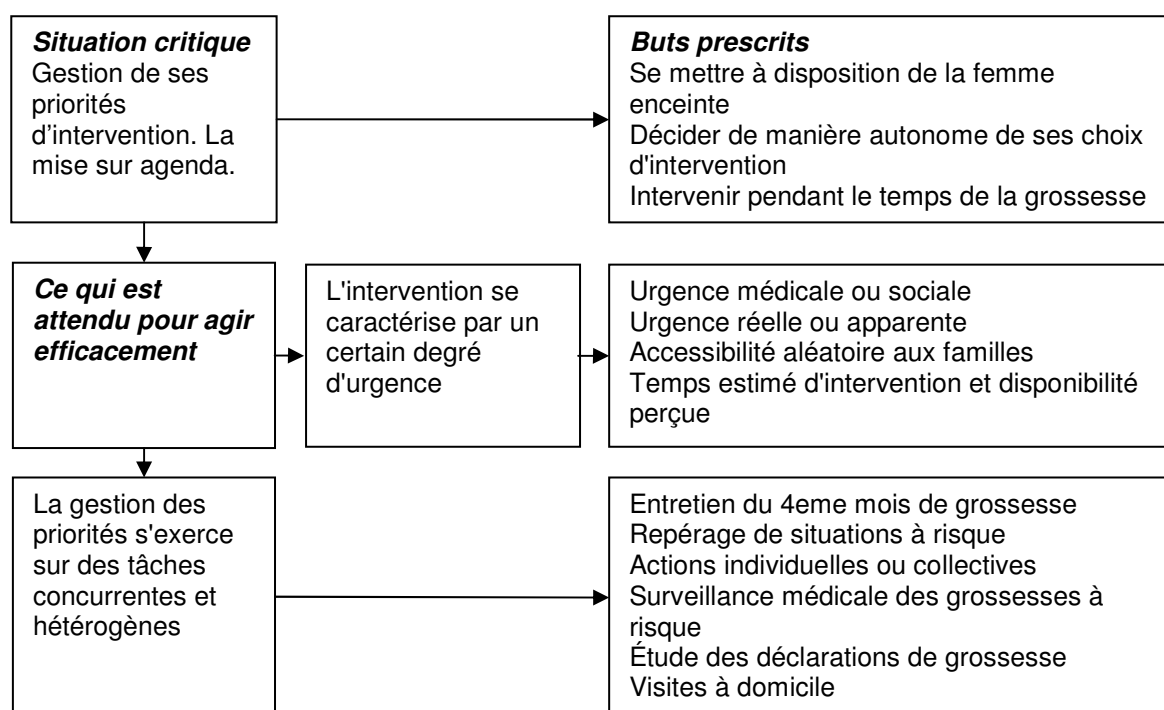 Situation critique
Gestion de ses
priorités
d'intervention. La
mise sur agenda.
Buts prescrits
Se mettre à disposition de la femme
enceinte
Décider de manière autonome de ses choix
d'intervention
Intervenir pendant le temps de la grossesse
Ce qui est
attendu pour agir
efficacement
L'intervention se
caractérise par un
certain degré
d'urgence
Urgence médicale ou sociale
Urgence réelle ou apparente
Accessibilité aléatoire aux familles
Temps estimé d'intervention et disponibilité
perçue
La gestion des
priorités s'exerce
sur des tâches
concurrentes et
hétérogènes
Entretien du 4eme mois de grossesse
Repérage de situations à risque
Actions individuelles ou collectives
Surveillance médicale des grossesses à
risque
Étude des déclarations de grossesse
Visites à domicile